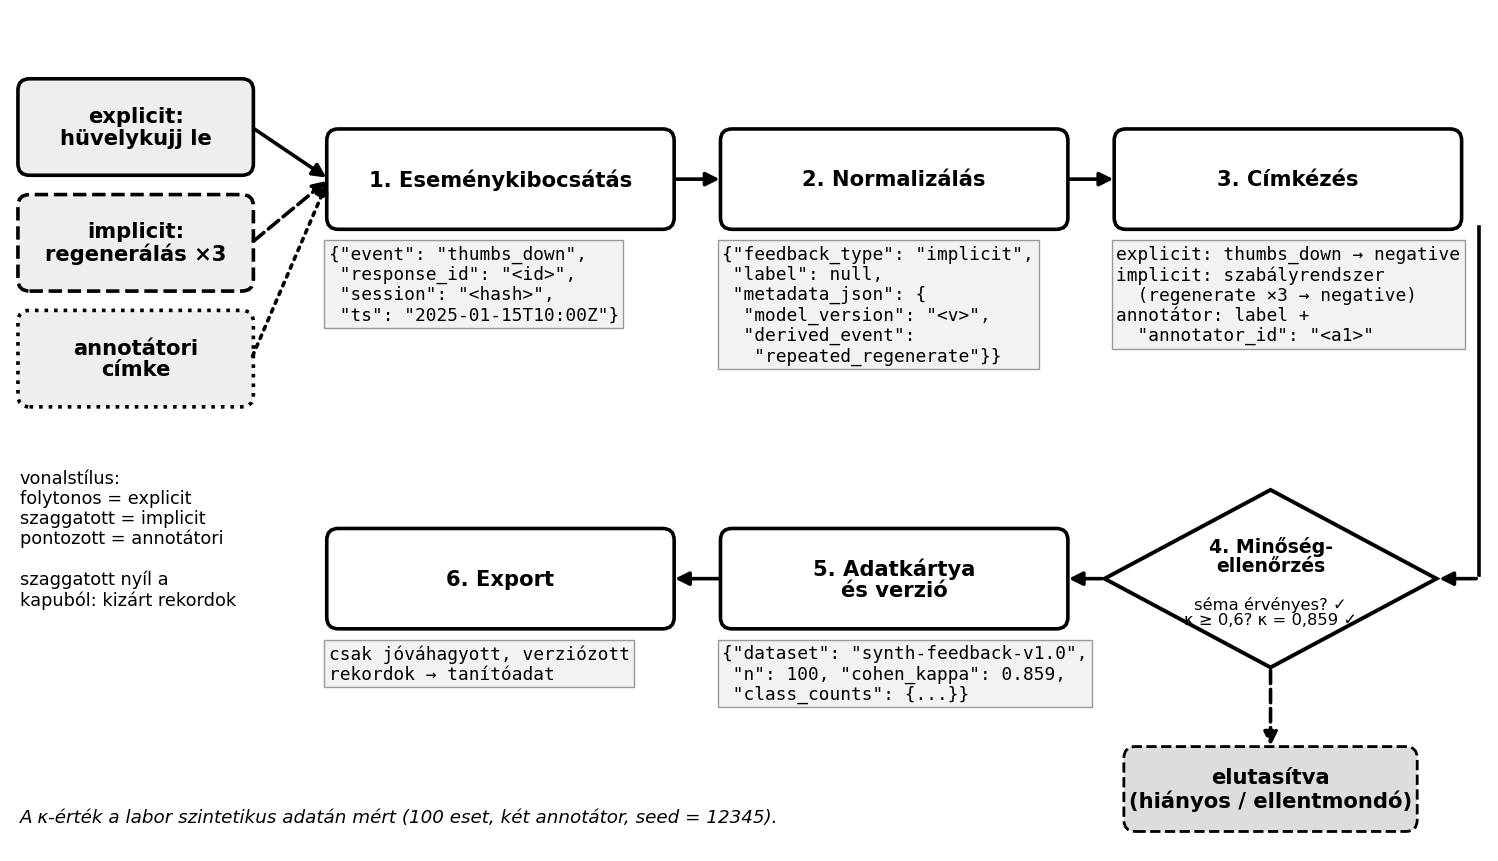 explicit:
hüvelykujj le
implicit:
regenerálás ×3
annotátori
címke
1. Eseménykibocsátás
{"event": "thumbs_down",
"response_id": "<id>",
"session": "<hash>",
"ts": "2025-01-15T10:00Z"}
2. Normalizálás
{"feedback_type": "implicit",
"label": null,
"metadata_json": {
"model_version": "<v>",
"derived_event":
"repeated_regenerate"}}
3. Címkézés
explicit: thumbs_down → negative
implicit: szabályrendszer
(regenerate ×3 → negative)
annotátor: label +
"annotator_id": "<a1>"
vonalstílus:
folytonos = explicit
szaggatott = implicit
pontozott = annotátori
szaggatott nyíl a
kapuból: kizárt rekordok
4. Minőség-
ellenőrzés
séma érvényes? ✓
κ ≥ 0,6? κ = 0,859 ✓
5. Adatkártya
és verzió
{"dataset": "synth-feedback-v1.0",
"n": 100, "cohen_kappa": 0.859,
"class_counts": {...}}
6. Export
csak jóváhagyott, verziózott
rekordok → tanítóadat
elutasítva
(hiányos / ellentmondó)
A κ-érték a labor szintetikus adatán mért (100 eset, két annotátor, seed = 12345).